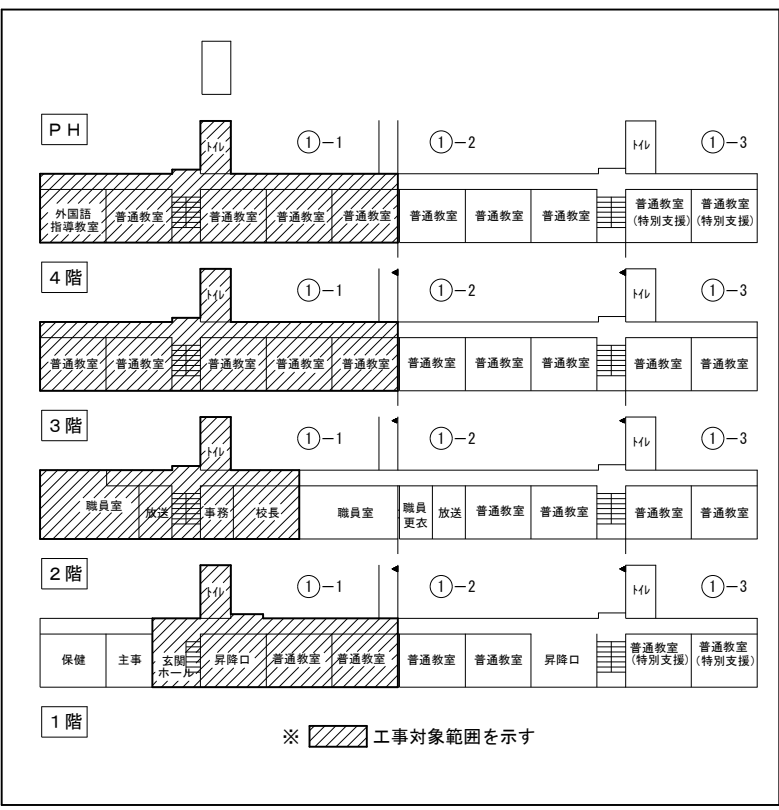 PH
トイレ ①-1 ①-2 トイレ ①-3
外国語
指導教室 普通教室 普通教室 普通教室 普通教室 普通教室 普通教室 普通教室 普通教室
(特別支援) 普通教室
(特別支援)
4階
トイレ ①-1 ①-2 トイレ ①-3
普通教室 普通教室 普通教室 普通教室 普通教室 普通教室 普通教室 普通教室 普通教室 普通教室
3階
トイレ ①-1 ①-2 トイレ ①-3
職員室 放送 事務 校長 職員室 職員
更衣 放送 普通教室 普通教室 普通教室 普通教室
2階
トイレ ①-1 ①-2 トイレ ①-3
保健 主事 玄関
ホール 昇降口 普通教室 普通教室 普通教室 普通教室 昇降口 普通教室
(特別支援) 普通教室
(特別支援)
1階
※ 工事対象範囲を示す